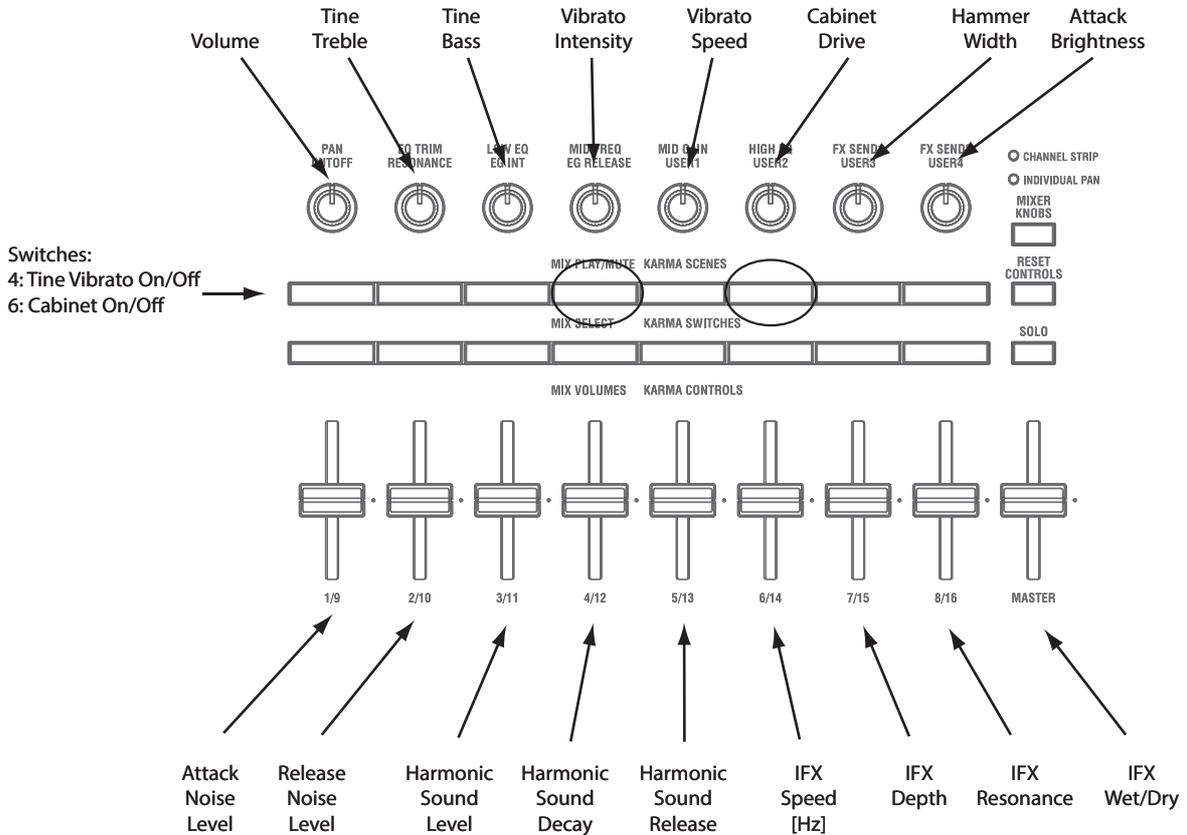 Volume
Tine
Treble
Tine
Bass
Vibrato
Intensity
Vibrato
Speed
Cabinet
Drive
Hammer
Width
Attack
Brightness
PAN
CUTOFF
EQ TRIM
RESONANCE
LOW EQ
EG INT
MID FREQ
EG RELEASE
MID GAIN
USER1
HIGH EQ
USER2
FX SEND
USER3
FX SEND
USER4
CHANNEL STRIP
INDIVIDUAL PAN
MIXER
KNOBS
Switches:
4: Tine Vibrato On/Off
6: Cabinet On/Off
MIX PLAY/MUTE KARMA SCENES
RESET
CONTROLS
MIX SELECT KARMA SWITCHES
SOLO
MIX VOLUMES KARMA CONTROLS
1/9
2/10
3/11
4/12
5/13
6/14
7/15
8/16
MASTER
Attack
Noise
Level
Release
Noise
Level
Harmonic
Sound
Level
Harmonic
Sound
Decay
Harmonic
Sound
Release
IFX
Speed
[Hz]
IFX
Depth
IFX
Resonance
IFX
Wet/Dry